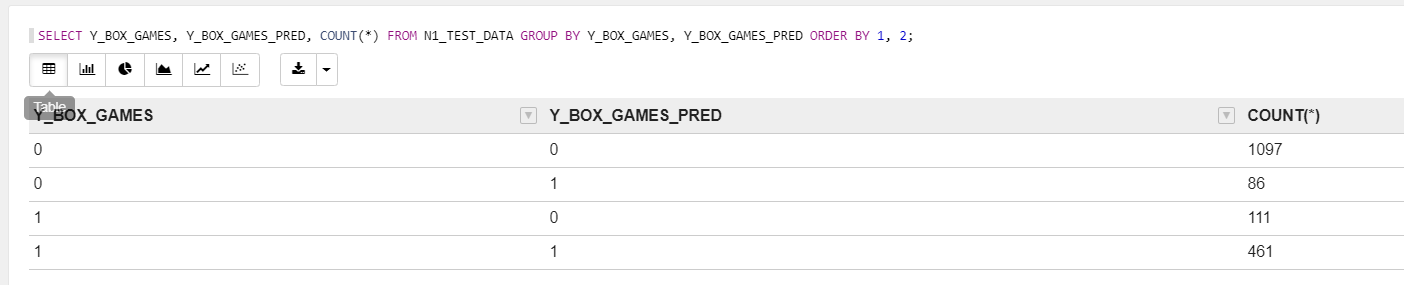 SELECT Y_BOX_GAMES, Y_BOX_GAMES_PRED, COUNT(*) FROM N1_TEST_DATA GROUP BY Y_BOX_GAMES, Y_BOX_GAMES_PRED ORDER BY 1, 2;
Table
Y_BOX_GAMES Y_BOX_GAMES_PRED COUNT(*)
0 0 1097
0 1 86
1 0 111
1 1 461